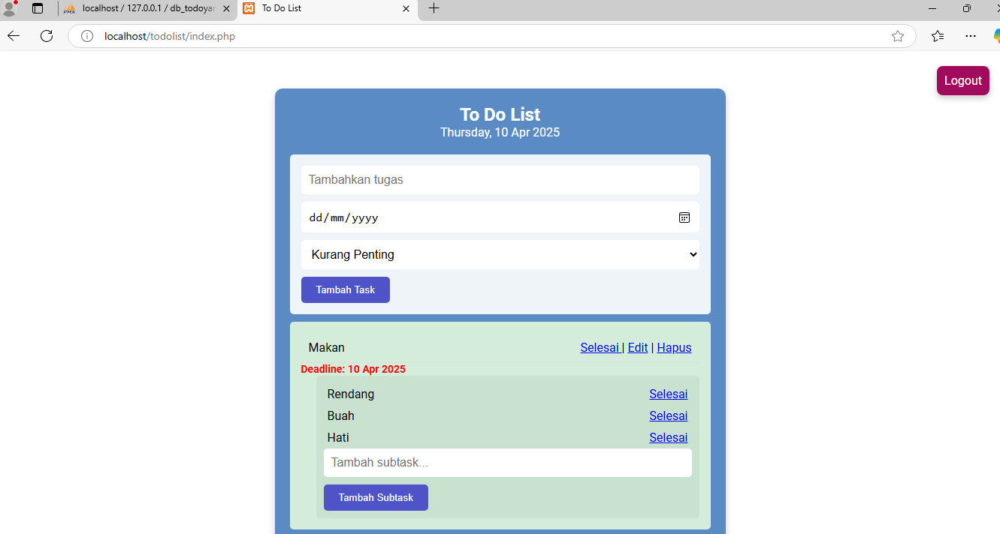 localhost / 127.0.0.1 / db_todoyar
To Do List
localhost/todolist/index.php
Logout
To Do List
Thursday, 10 Apr 2025
Tambahkan tugas
dd/mm/yyyy
Kurang Penting
Tambah Task
Makan Selesai | Edit | Hapus
Deadline: 10 Apr 2025
Rendang Selesai
Buah Selesai
Hati Selesai
Tambah subtask...
Tambah Subtask